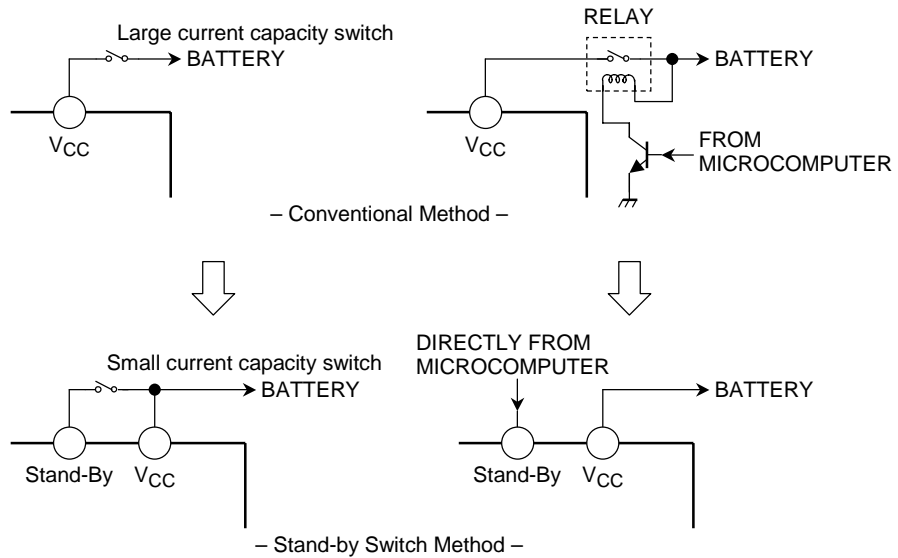 Large current capacity switch
BATTERY
VCC
RELAY
BATTERY
VCC
FROM
MICROCOMPUTER
– Conventional Method –
Small current capacity switch
BATTERY
Stand-By
VCC
DIRECTLY FROM
MICROCOMPUTER
BATTERY
Stand-By
VCC
– Stand-by Switch Method –